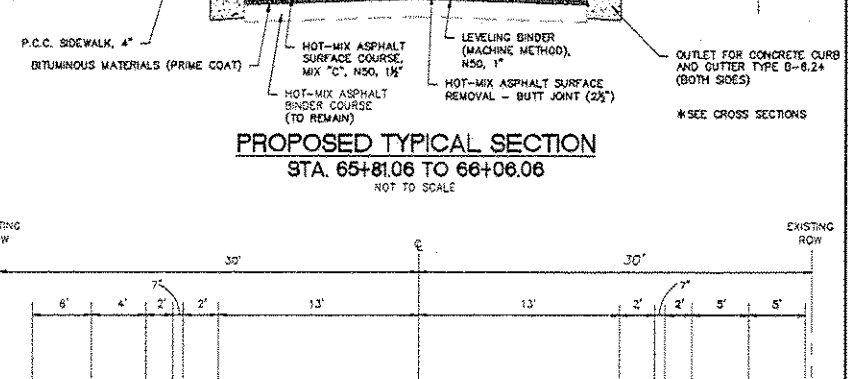 P.C.C. SIDEWALK, 4"
BITUMINOUS MATERIALS (PRIME COAT)
HOT-MIX ASPHALT
SURFACE COURSE,
MIX "C", N50, 1½"
HOT-MIX ASPHALT
BINDER COURSE
(TO REMAIN)
LEVELING BINDER
(MACHINE METHOD),
N50, 1"
HOT-MIX ASPHALT SURFACE
REMOVAL - BUTT JOINT (2½")
OUTLET FOR CONCRETE CURB
AND GUTTER TYPE B-6.24
(BOTH SIDES)
*SEE CROSS SECTIONS
PROPOSED TYPICAL SECTION
STA. 65+81.06 TO 66+06.06
NOT TO SCALE
TING
W
℄
EXISTING
ROW
30' 30'
7" 7"
6' 4' 2' 2' 13' 13' 2' 2' 5' 5'